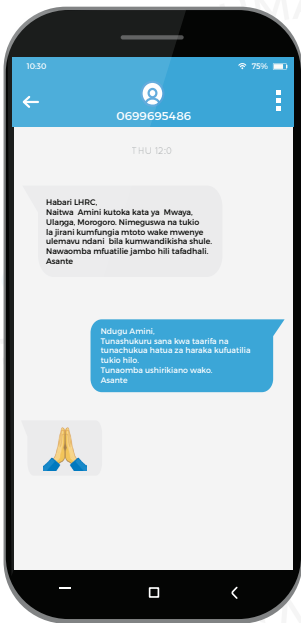 10:30
75%
0699695486
THU 12:0
Habari LHRC,
Naitwa Amini kutoka kata ya Mwaya,
Ulanga, Morogoro. Nimeguswa na tukio
la jirani kumfungia mtoto wake mwenye
ulemavu ndani bila kumwandikisha shule.
Nawaomba mfuatilie jambo hili tafadhali.
Asante
Ndugu Amini,
Tunashukuru sana kwa taarifa na
tunachukua hatua za haraka kufuatilia
tukio hilo.
Tunaomba ushirikiano wako.
Asante